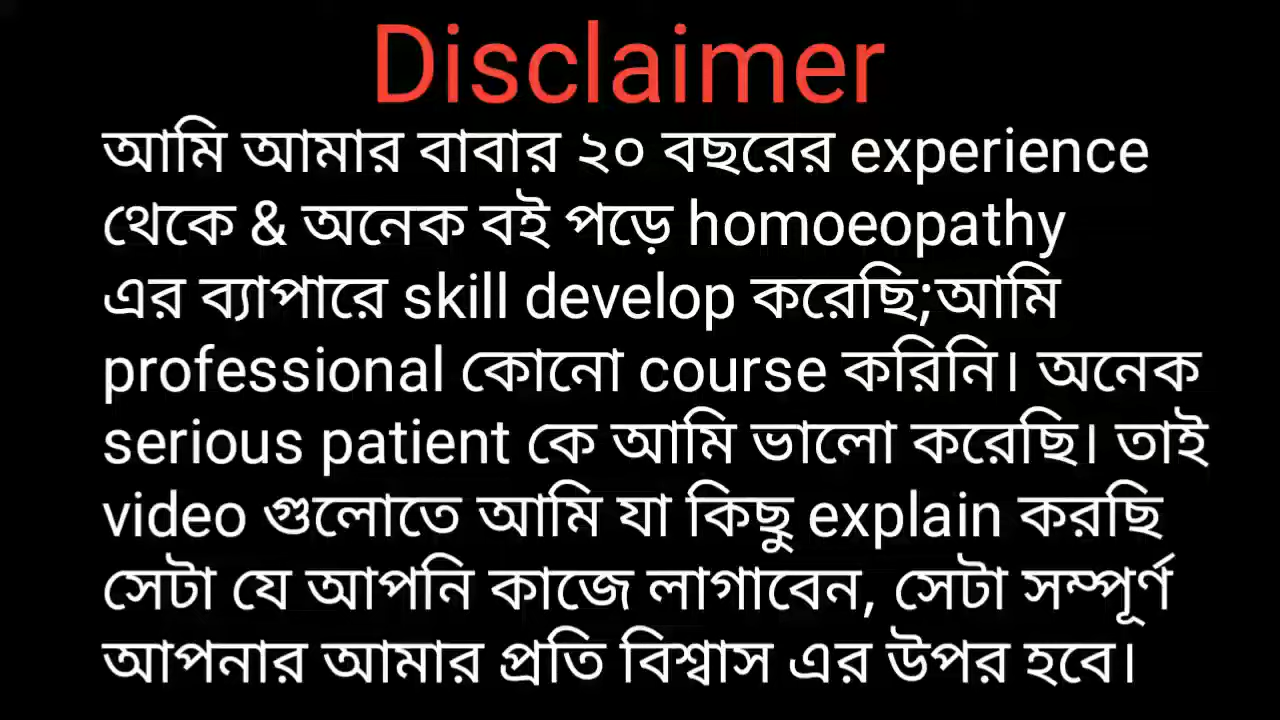 Disclaimer
আমি আমার বাবার ২০ বছরের experience
থেকে & অনেক বই পড়ে homoeopathy
এর ব্যাপারে skill develop করেছি;আমি
professional কোনো course করিনি। অনেক
serious patient কে আমি ভালো করেছি। তাই
video গুলোতে আমি যা কিছু explain করছি
সেটা যে আপনি কাজে লাগাবেন, সেটা সম্পূর্ণ
আপনার আমার প্রতি বিশ্বাস এর উপর হবে।